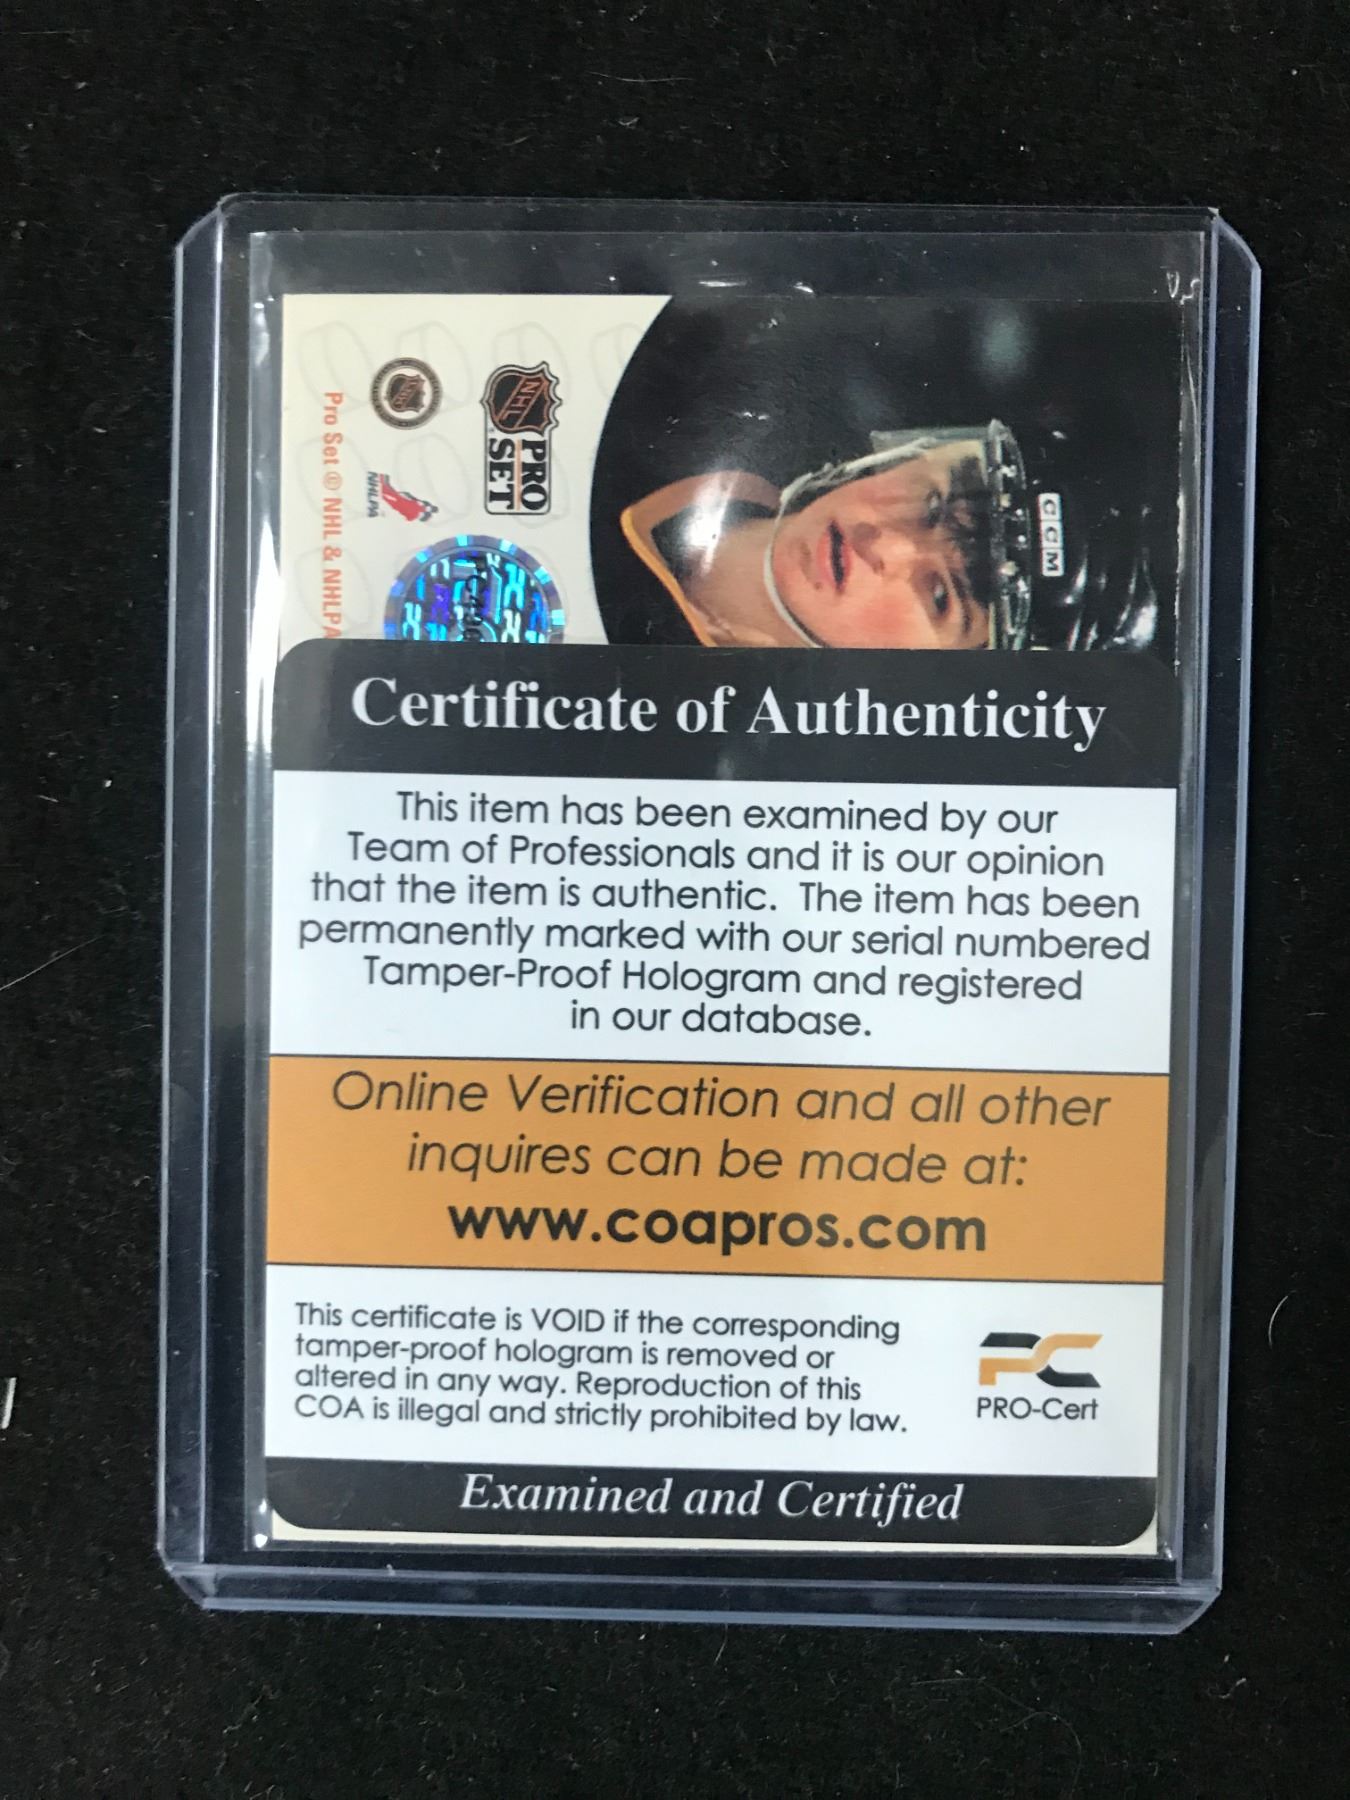 CCM
NHL
PRO
SET
NHLPA
Pro Set © NHL & NHLPA
Certificate of Authenticity
This item has been examined by our
Team of Professionals and it is our opinion
that the item is authentic. The item has been
permanently marked with our serial numbered
Tamper-Proof Hologram and registered
in our database.
Online Verification and all other
inquires can be made at:
www.coapros.com
This certificate is VOID if the corresponding
tamper-proof hologram is removed or
altered in any way. Reproduction of this
COA is illegal and strictly prohibited by law.
PC
PRO-Cert
Examined and Certified